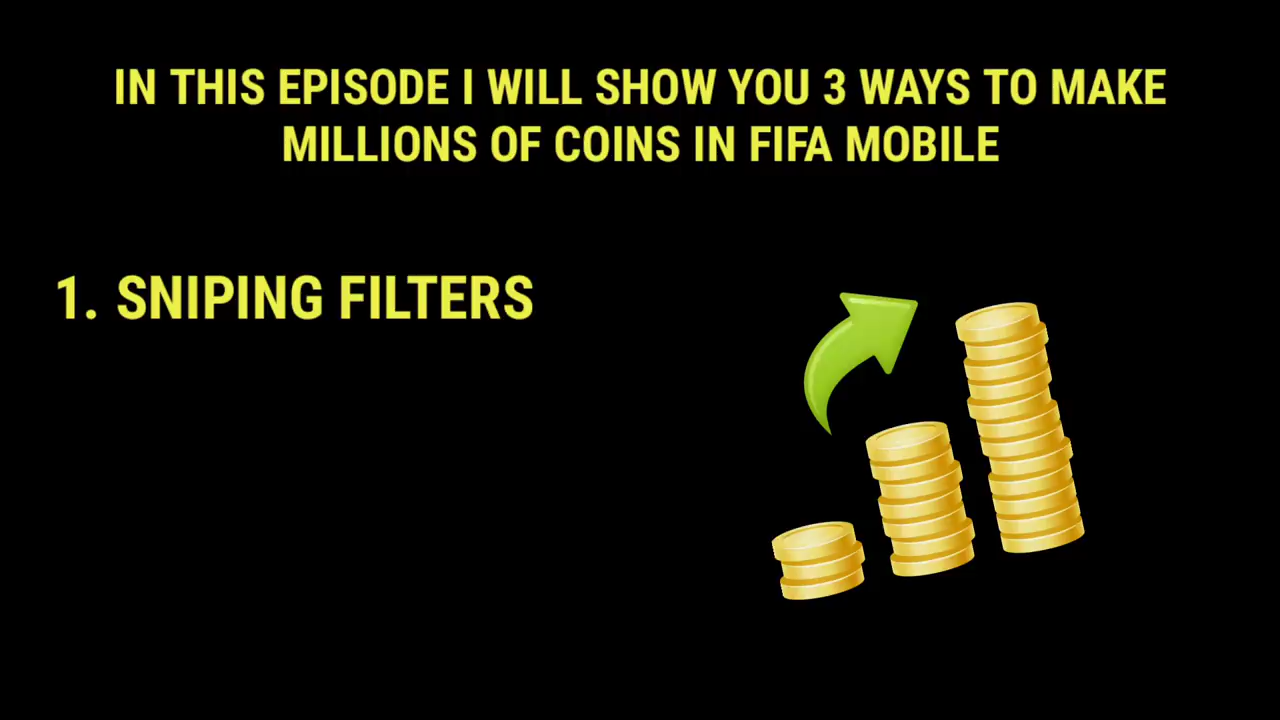 IN THIS EPISODE I WILL SHOW YOU 3 WAYS TO MAKE
MILLIONS OF COINS IN FIFA MOBILE
1. SNIPING FILTERS